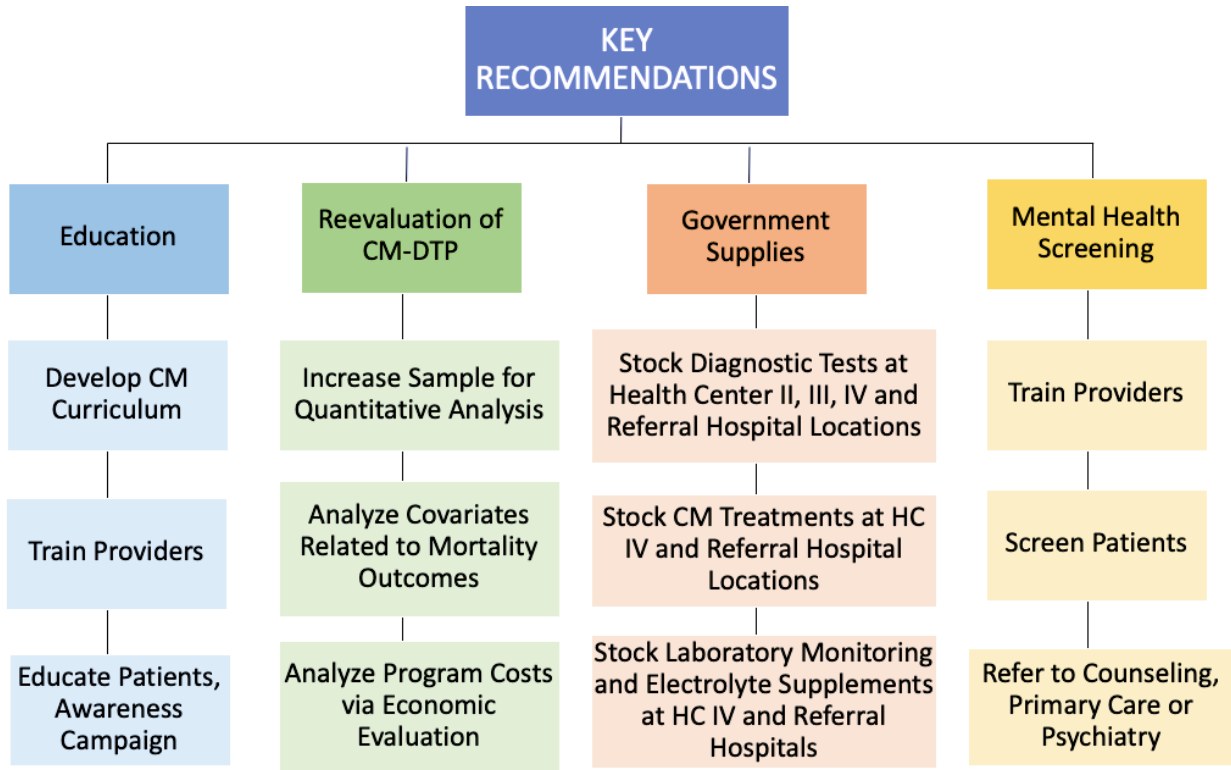 KEY
RECOMMENDATIONS
Education
Develop CM
Curriculum
Train Providers
Educate Patients,
Awareness
Campaign
Reevaluation of
CM-DTP
Increase Sample for
Quantitative Analysis
Analyze Covariates
Related to Mortality
Outcomes
Analyze Program Costs
via Economic
Evaluation
Government
Supplies
Stock Diagnostic Tests at
Health Center II, III, IV and
Referral Hospital Locations
Stock CM Treatments at HC
IV and Referral Hospital
Locations
Stock Laboratory Monitoring
and Electrolyte Supplements
at HC IV and Referral
Hospitals
Mental Health
Screening
Train Providers
Screen Patients
Refer to Counseling,
Primary Care or
Psychiatry